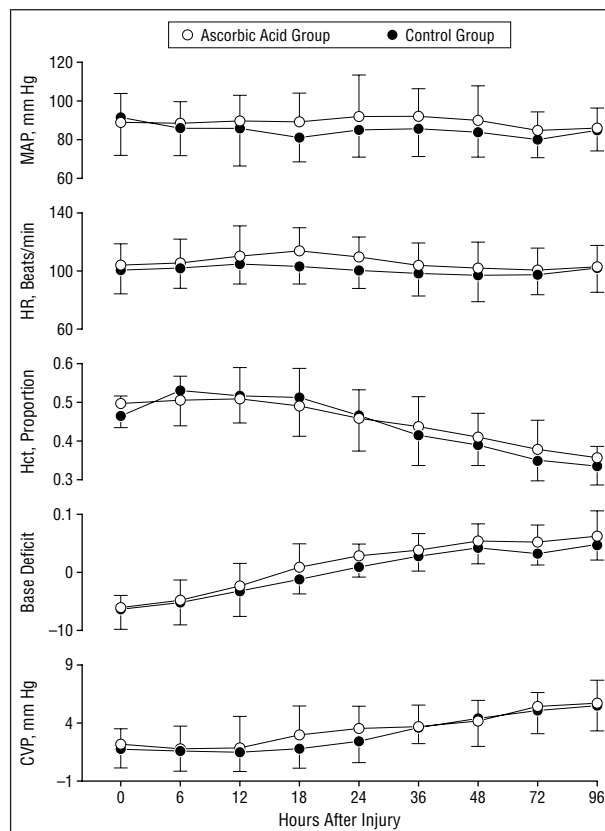 Ascorbic Acid Group Control Group
MAP, mm Hg
120
100
80
60
HR, Beats/min
140
100
60
Hct, Proportion
0.6
0.5
0.4
0.3
Base Deficit
0.1
0
–10
CVP, mm Hg
9
4
–1
0 6 12 18 24 36 48 72 96
Hours After Injury